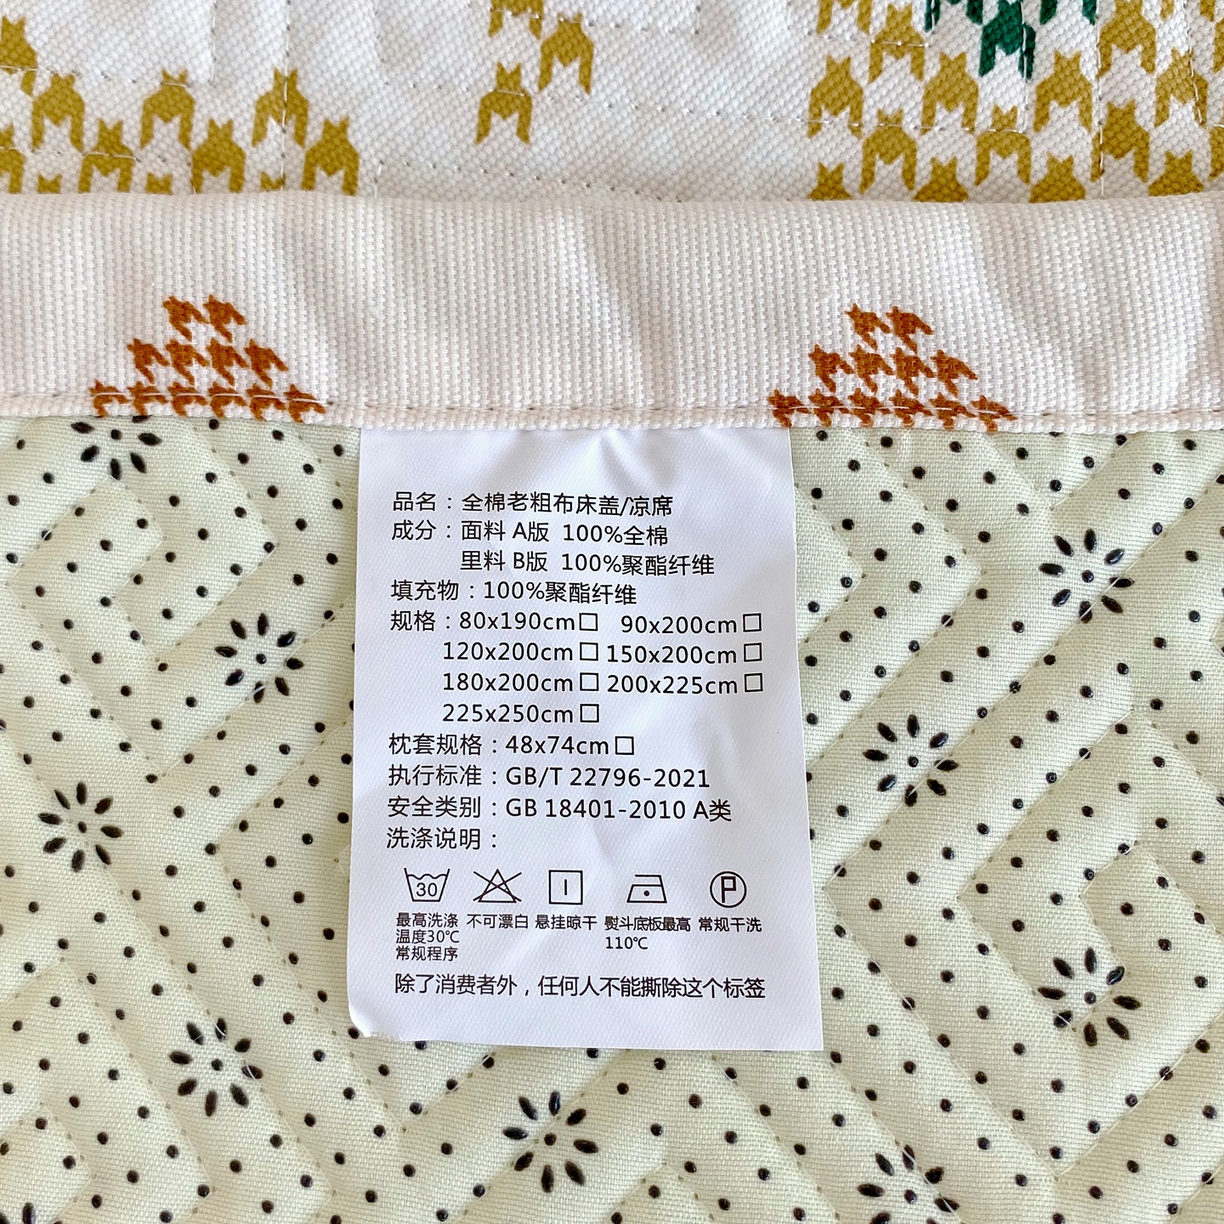 品名：全棉老粗布床盖/凉席
成分：面料 A版 100%全棉
里料 B版 100%聚酯纤维
填充物：100%聚酯纤维
规格：80x190cm□ 90x200cm□
120x200cm□ 150x200cm□
180x200cm□ 200x225cm□
225x250cm□
枕套规格：48x74cm□
执行标准：GB/T 22796-2021
安全类别：GB 18401-2010 A类
洗涤说明：
30 P
最高洗涤 不可漂白 悬挂晾干 熨斗底板最高 常规干洗
温度30℃ 110℃
常规程序
除了消费者外，任何人不能撕除这个标签